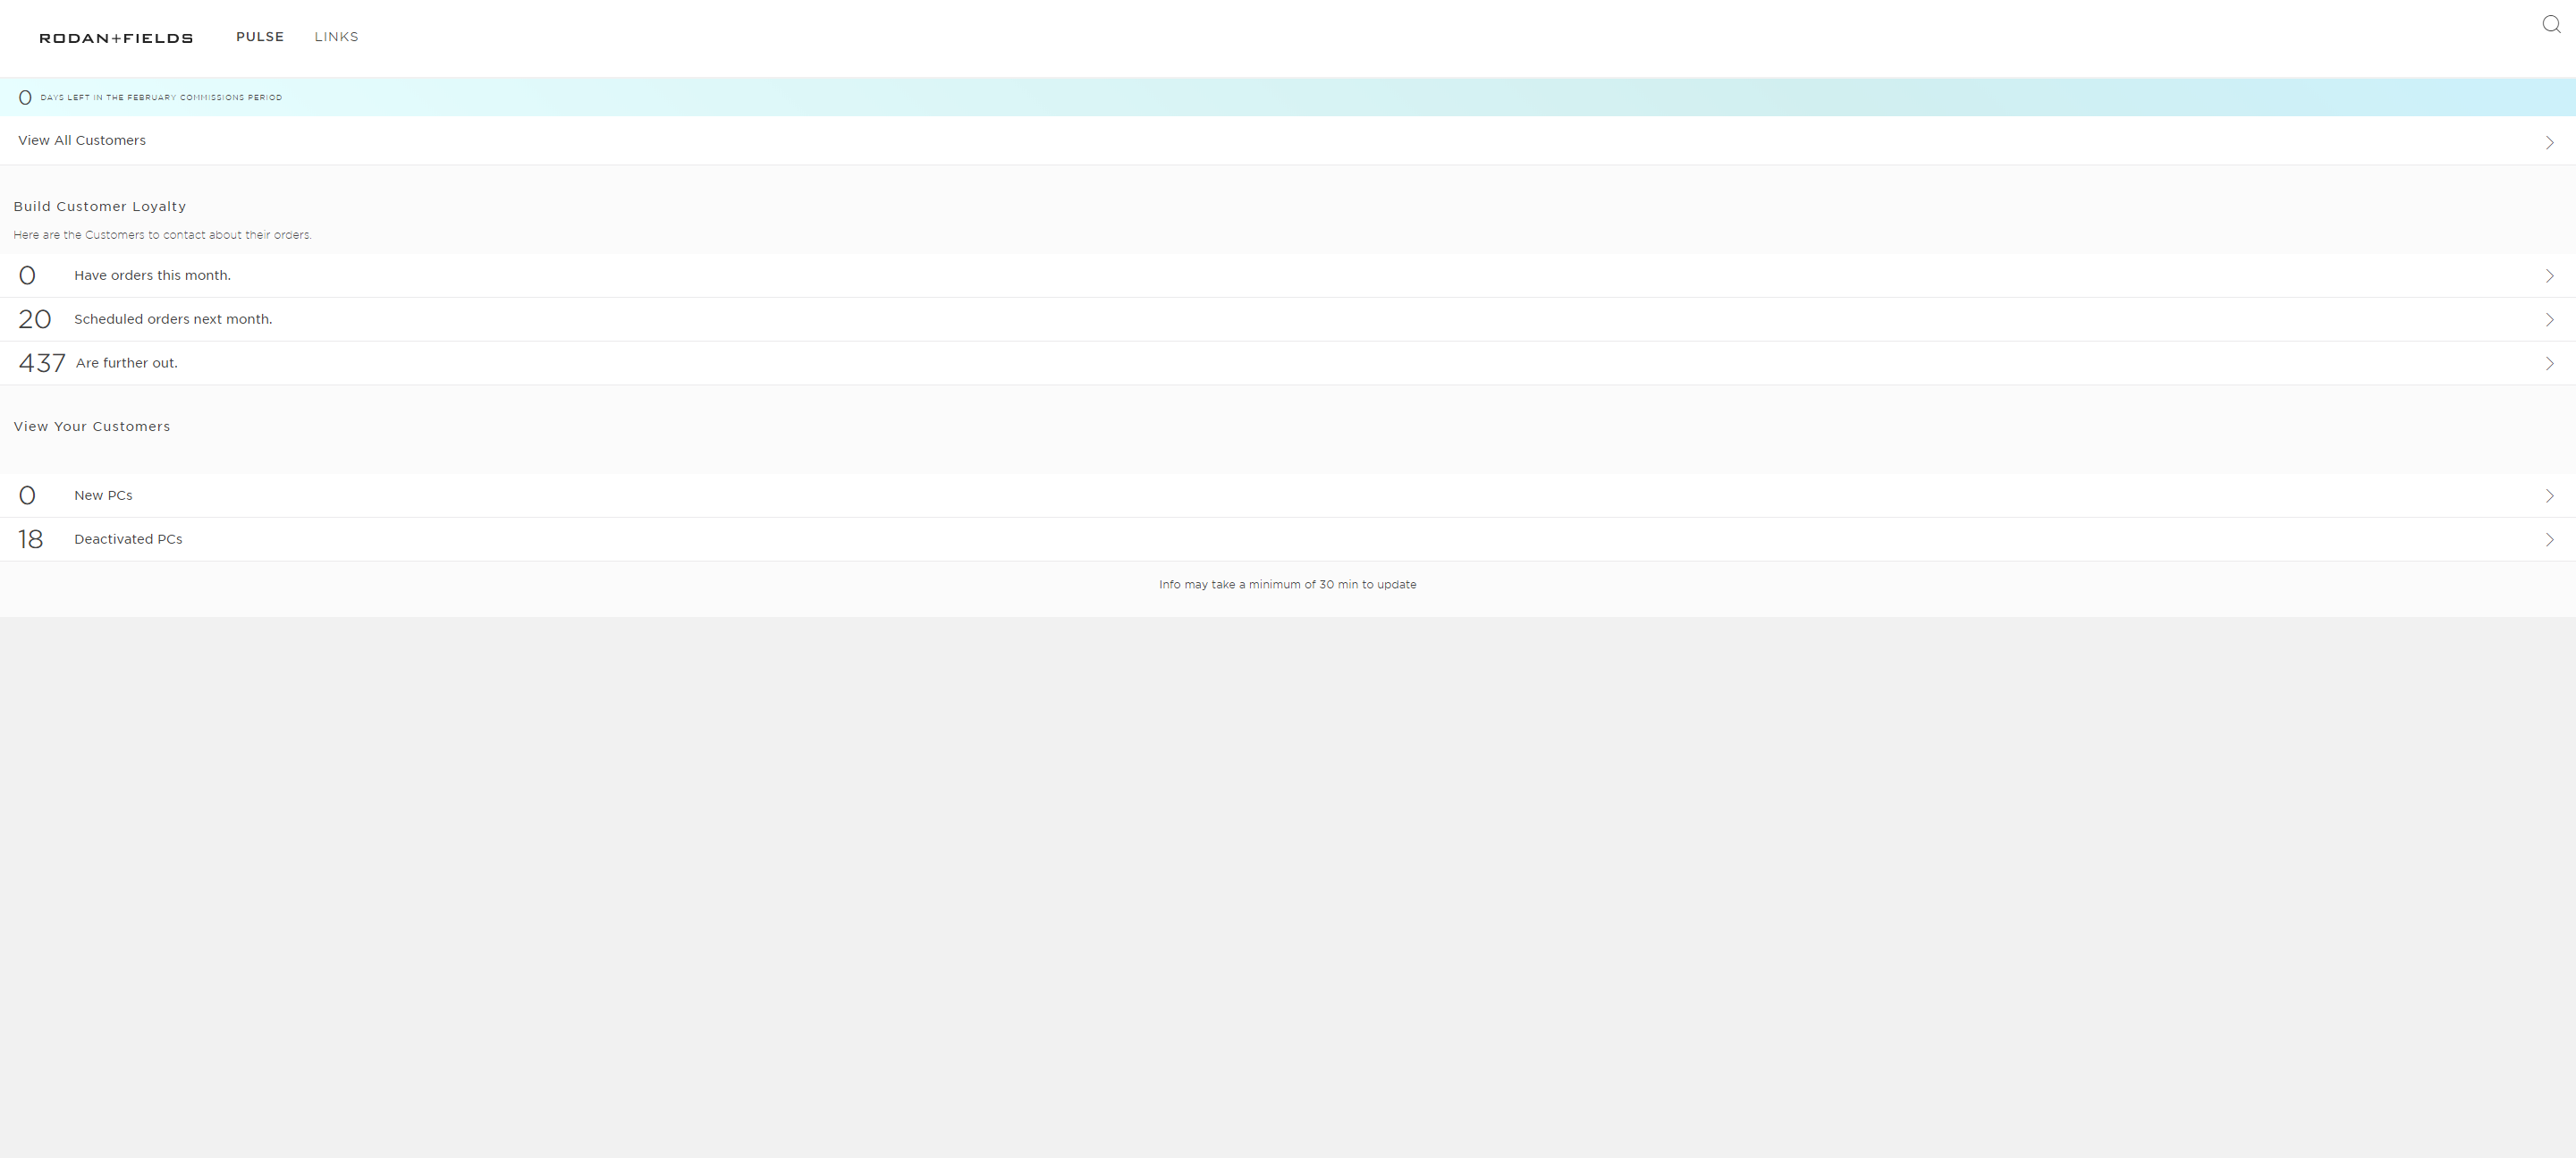 RODAN+FIELDS PULSE LINKS
0 DAYS LEFT IN THE FEBRUARY COMMISSIONS PERIOD
View All Customers
Build Customer Loyalty
Here are the Customers to contact about their orders.
0 Have orders this month.
20 Scheduled orders next month.
437 Are further out.
View Your Customers
0 New PCs
18 Deactivated PCs
Info may take a minimum of 30 min to update